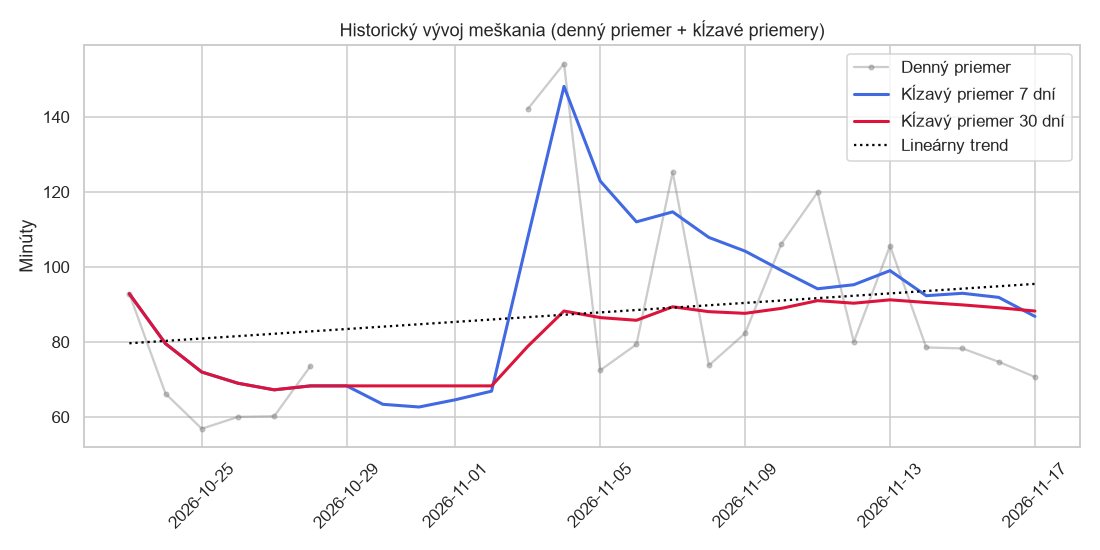 Historický vývoj meškania (denný priemer + kĺzavé priemery)
Denný priemer
Kĺzavý priemer 7 dní
Kĺzavý priemer 30 dní
Lineárny trend
Minúty
140
120
100
80
60
2026-10-25
2026-10-29
2026-11-01
2026-11-05
2026-11-09
2026-11-13
2026-11-17